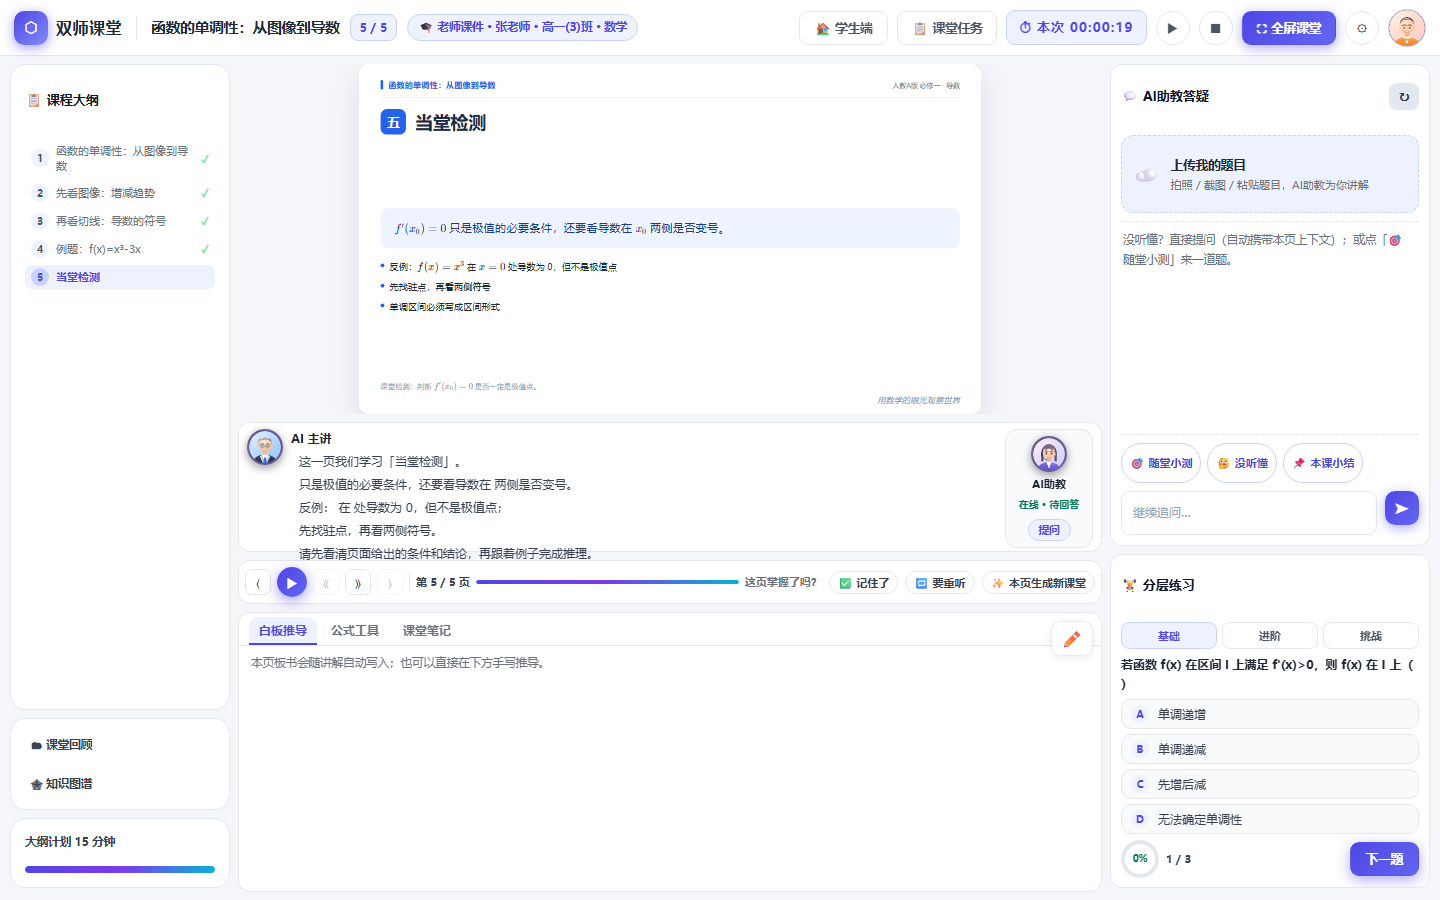 双师课堂
函数的单调性：从图像到导数
5 / 5
老师课件 • 张老师 • 高一(3)班 • 数学
学生端
课堂任务
本次 00:00:19
全屏课堂
课程大纲
1 函数的单调性：从图像到导
数
2 先看图像：增减趋势
3 再看切线：导数的符号
4 例题：f(x)=x³-3x
5 当堂检测
课堂回顾
知识图谱
大纲计划 15 分钟
函数的单调性：从图像到导数
人教A版 必修一 · 导数
五 当堂检测
f′(x₀) = 0 只是极值的必要条件，还要看导数在 x₀ 两侧是否变号。
• 反例：f(x) = x³ 在 x = 0 处导数为 0，但不是极值点
• 先找驻点，再看两侧符号
• 单调区间必须写成区间形式
课堂检测：判断 f′(x₀) = 0 是否一定是极值点。
用数学的眼光观察世界
AI 主讲
这一页我们学习「当堂检测」。
只是极值的必要条件，还要看导数在 两侧是否变号。
反例： 在 处导数为 0，但不是极值点；
先找驻点，再看两侧符号。
请先看清页面给出的条件和结论，再跟着例子完成推理。
AI助教
在线 • 待回答
提问
第 5 / 5 页
这页掌握了吗?
记住了
要重听
本页生成新课堂
白板推导
公式工具
课堂笔记
本页板书会随讲解自动写入；也可以直接在下方手写推导。
AI助教答疑
上传我的题目
拍照 / 截图 / 粘贴题目，AI助教为你讲解
没听懂？直接提问（自动携带本页上下文）；或点「🎯
随堂小测」来一道题。
随堂小测
没听懂
本课小结
继续追问...
分层练习
基础
进阶
挑战
若函数 f(x) 在区间 I 上满足 f'(x)>0，则 f(x) 在 I 上（
）
A 单调递增
B 单调递减
C 先增后减
D 无法确定单调性
0%
1 / 3
下一题